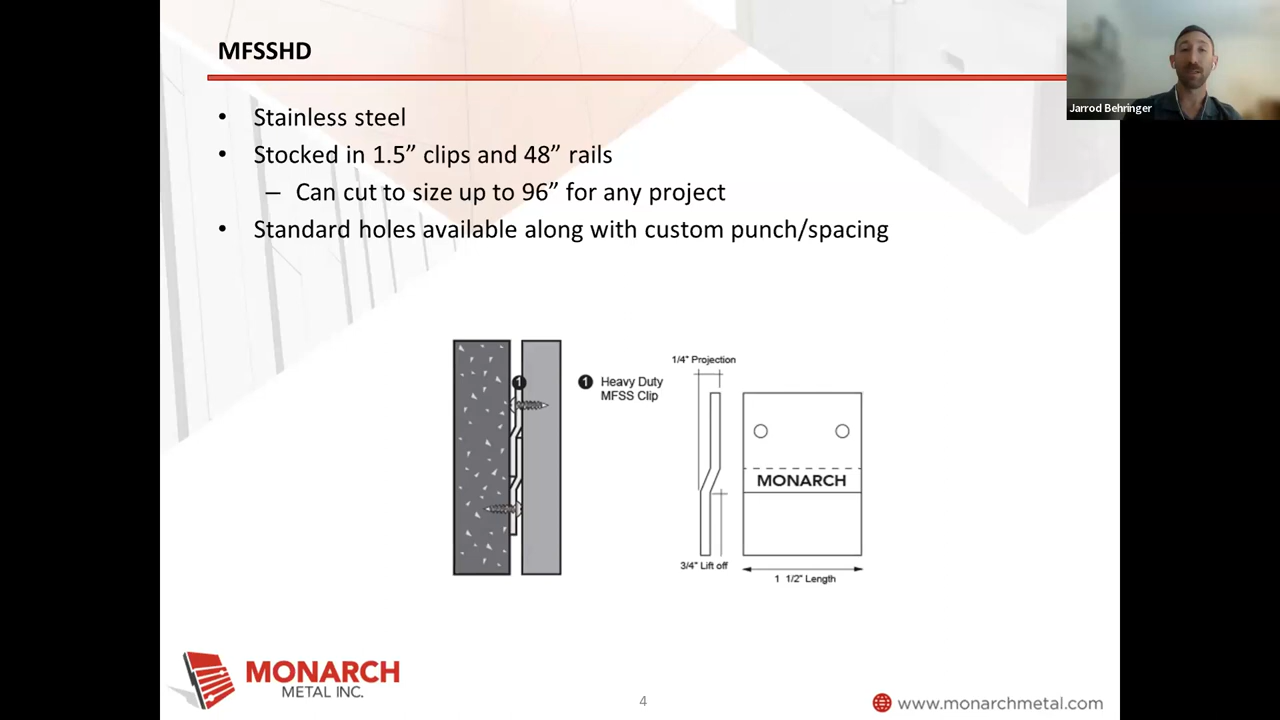 MFSSHD
Jarrod Behringer
• Stainless steel
• Stocked in 1.5” clips and 48” rails
– Can cut to size up to 96” for any project
• Standard holes available along with custom punch/spacing
1
1 Heavy Duty
MFSS Clip
1/4" Projection
MONARCH
3/4" Lift off
1 1/2" Length
MONARCH
METAL INC.
4
www.monarchmetal.com